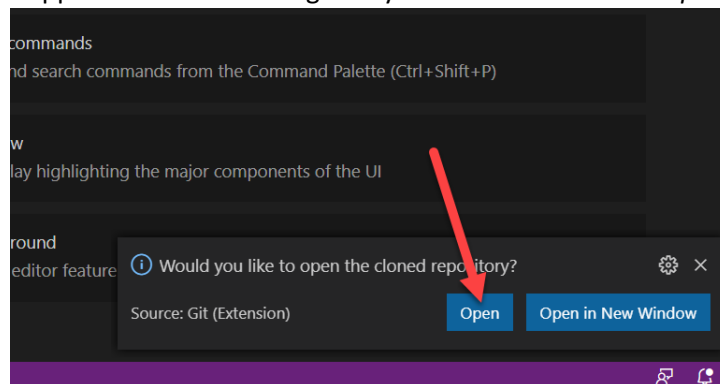 commands
nd search commands from the Command Palette (Ctrl+Shift+P)
w
lay highlighting the major components of the UI
round
editor feature
Would you like to open the cloned repository?
Source: Git (Extension)
Open
Open in New Window